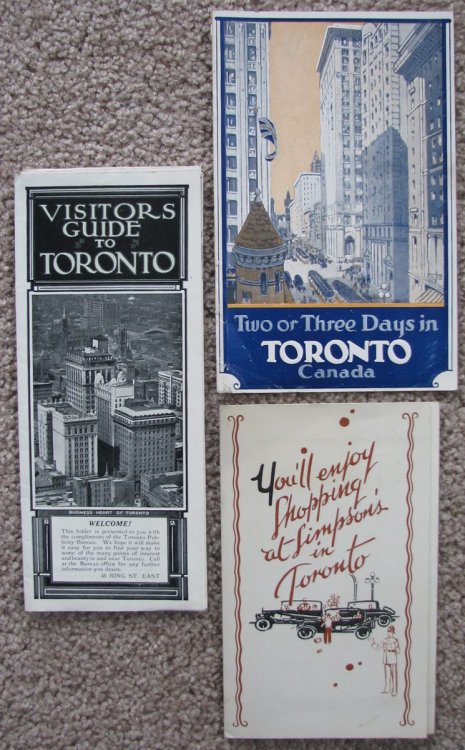 VISITORS
GUIDE
TO
TORONTO
BUSINESS HEART OF TORONTO
WELCOME!
This folder is presented to you with
the compliments of the Toronto Pub-
licity Bureau. We hope it will make
it easy for you to find your way to
some of the many points of interest
and beauty in and near Toronto. Call
at the Bureau office for any further
information you desire.
56 KING ST. EAST
Two or Three Days in
TORONTO
Canada
You'll enjoy
Shopping
at Simpson's
in
Toronto